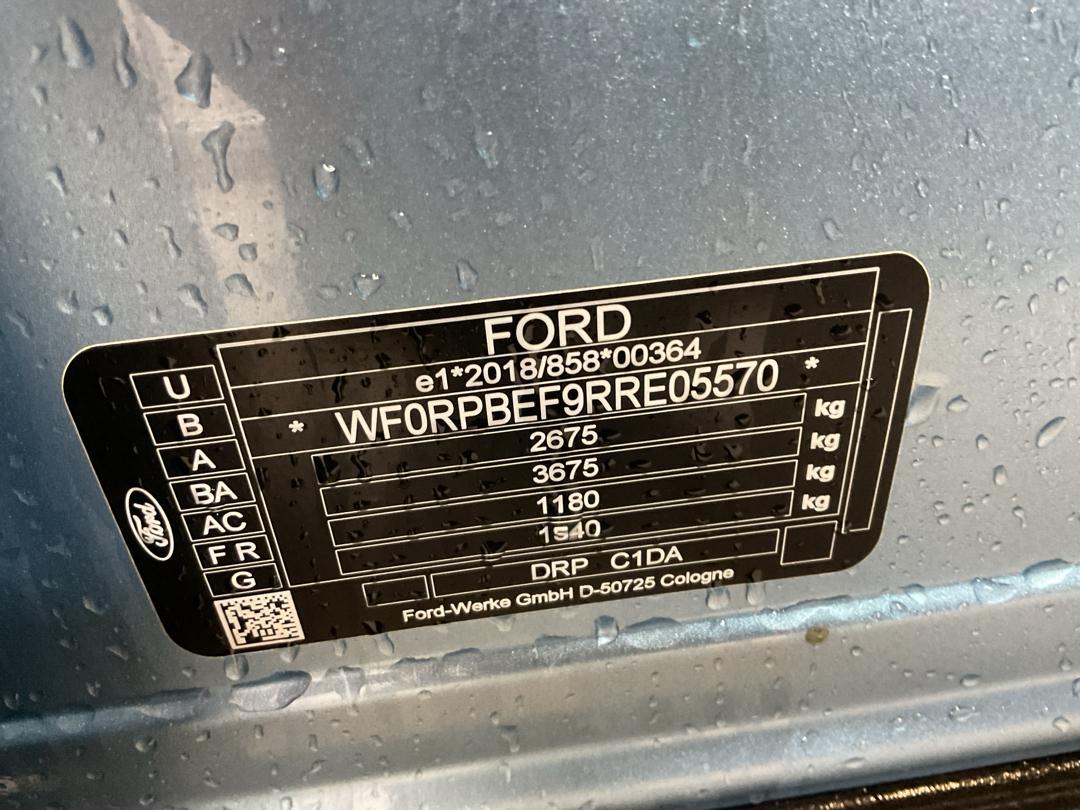 FORD
e1*2018/858*00364
* WF0RPBEF9RRE05570 *
U
B
A
BA
AC
F R
G
2675 kg
3675 kg
1180 kg
1540 kg
DRP C1DA
Ford-Werke GmbH D-50725 Cologne
Ford